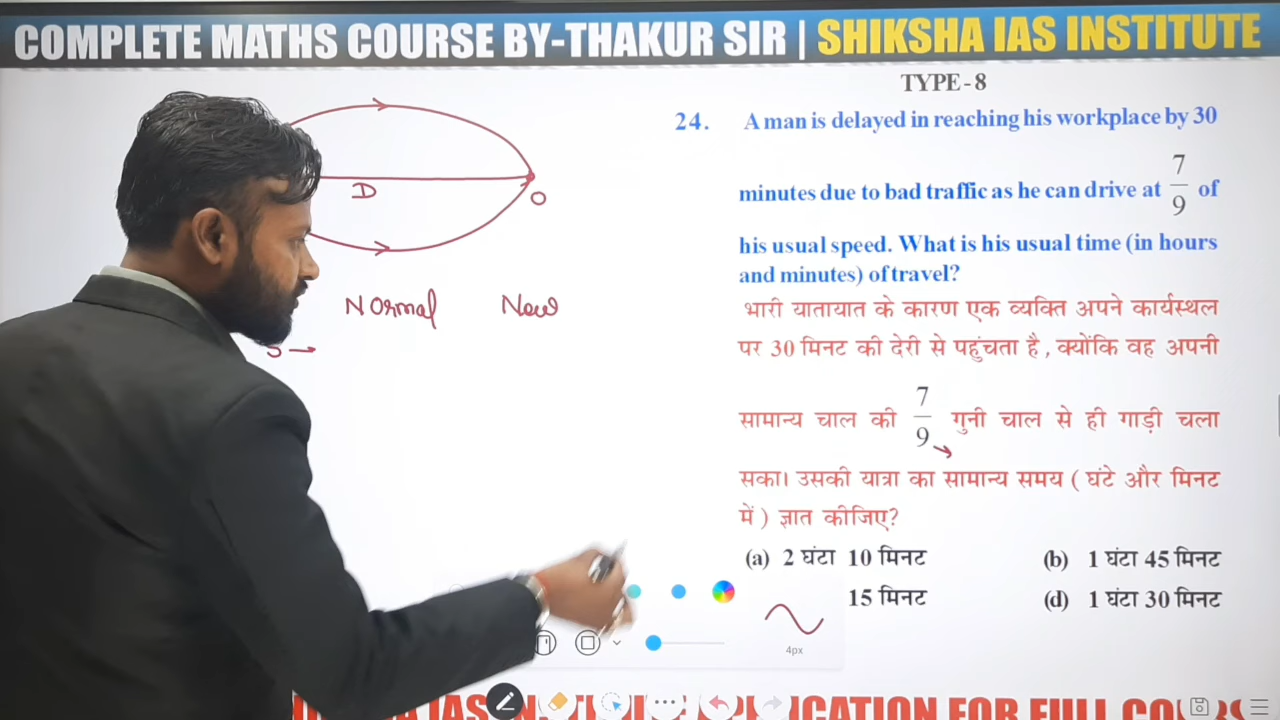 COMPLETE MATHS COURSE BY-THAKUR SIR | SHIKSHA IAS INSTITUTE
TYPE-8
24. A man is delayed in reaching his workplace by 30
minutes due to bad traffic as he can drive at 7/9 of
his usual speed. What is his usual time (in hours
and minutes) of travel?
भारी यातायात के कारण एक व्यक्ति अपने कार्यस्थल
पर 30 मिनट की देरी से पहुंचता है, क्योंकि वह अपनी
सामान्य चाल की 7/9 गुनी चाल से ही गाड़ी चला
सका। उसकी यात्रा का सामान्य समय ( घंटे और मिनट
में ) ज्ञात कीजिए?
(a) 2 घंटा 10 मिनट (b) 1 घंटा 45 मिनट
15 मिनट (d) 1 घंटा 30 मिनट
D
O
Normal New
S →
4px
FOR FULL